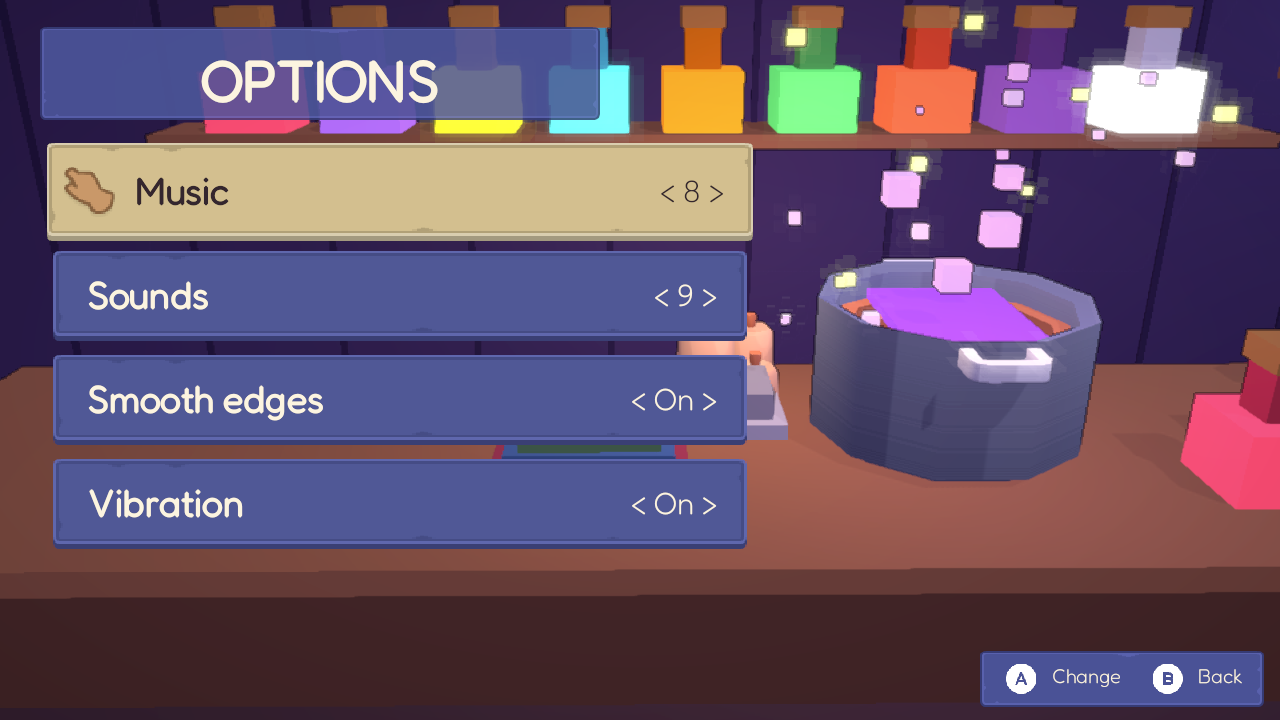 OPTIONS
Music < 8 >
Sounds < 9 >
Smooth edges < On >
Vibration < On >
A Change B Back